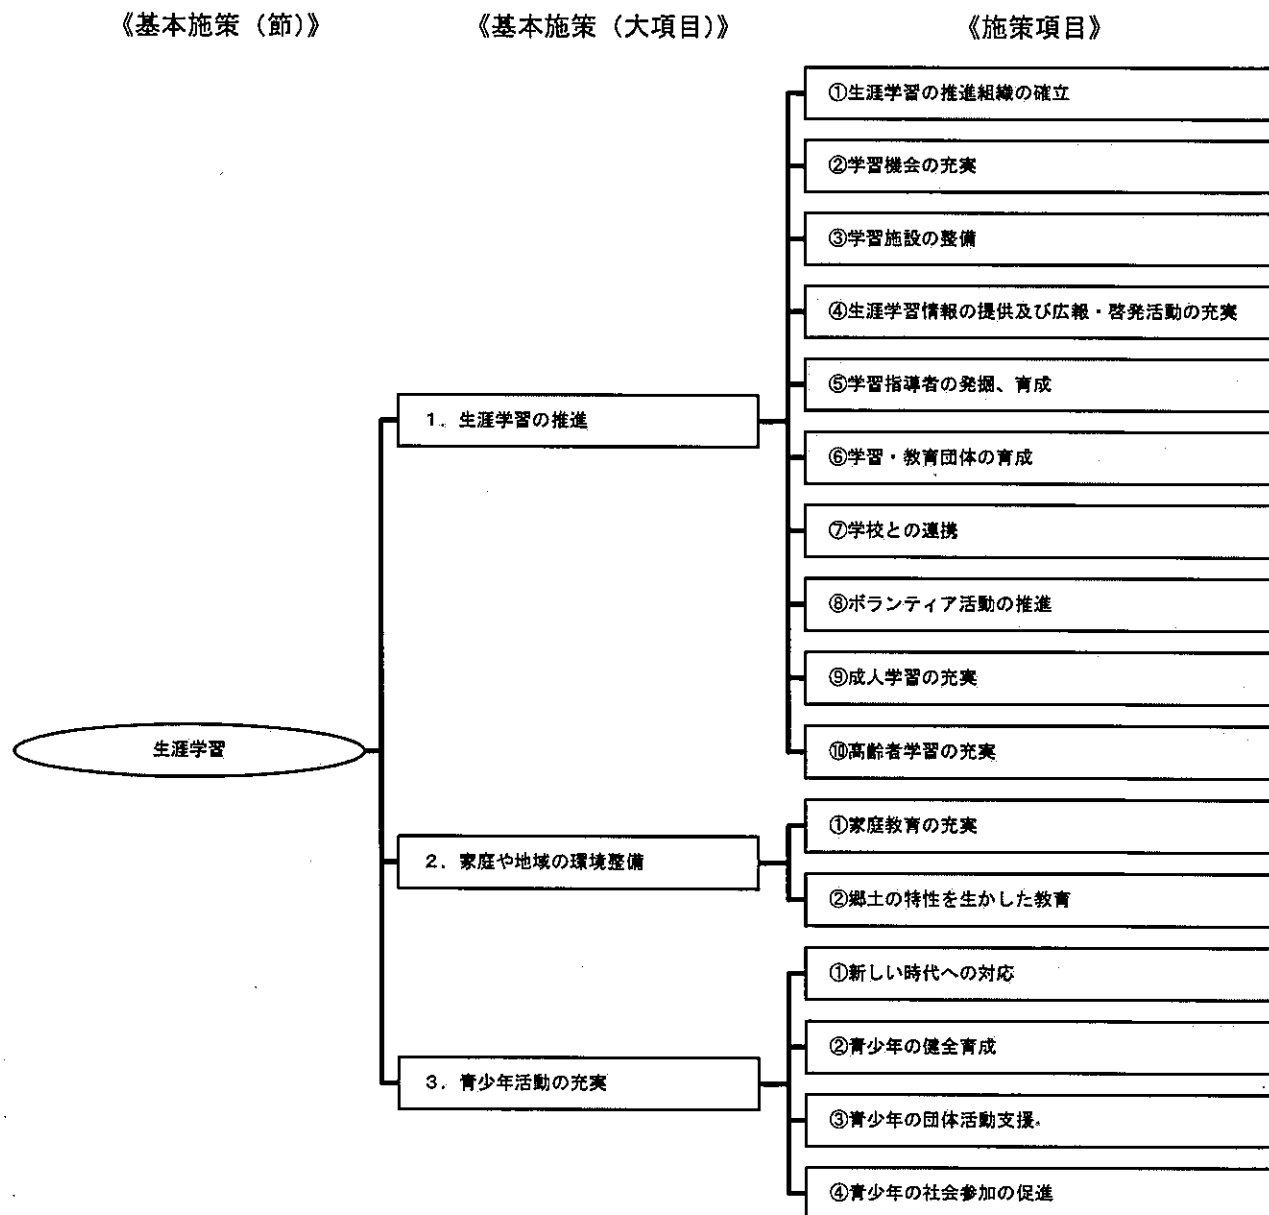 《基本施策（節）》
《基本施策（大項目）》
《施策項目》
生涯学習
1．生涯学習の推進
①生涯学習の推進組織の確立
②学習機会の充実
③学習施設の整備
④生涯学習情報の提供及び広報・啓発活動の充実
⑤学習指導者の発掘、育成
⑥学習・教育団体の育成
⑦学校との連携
⑧ボランティア活動の推進
⑨成人学習の充実
⑩高齢者学習の充実
2．家庭や地域の環境整備
①家庭教育の充実
②郷土の特性を生かした教育
3．青少年活動の充実
①新しい時代への対応
②青少年の健全育成
③青少年の団体活動支援
④青少年の社会参加の促進